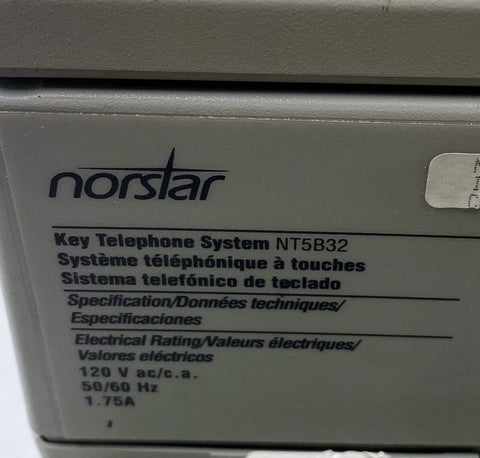 norstar
Key Telephone System NT5B32
Système téléphonique à touches
Sistema telefónico de teclado
Specification/Données techniques/
Especificaciones
Electrical Rating/Valeurs électriques/
Valores eléctricos
120 V ac/c.a.
50/60 Hz
1.75A